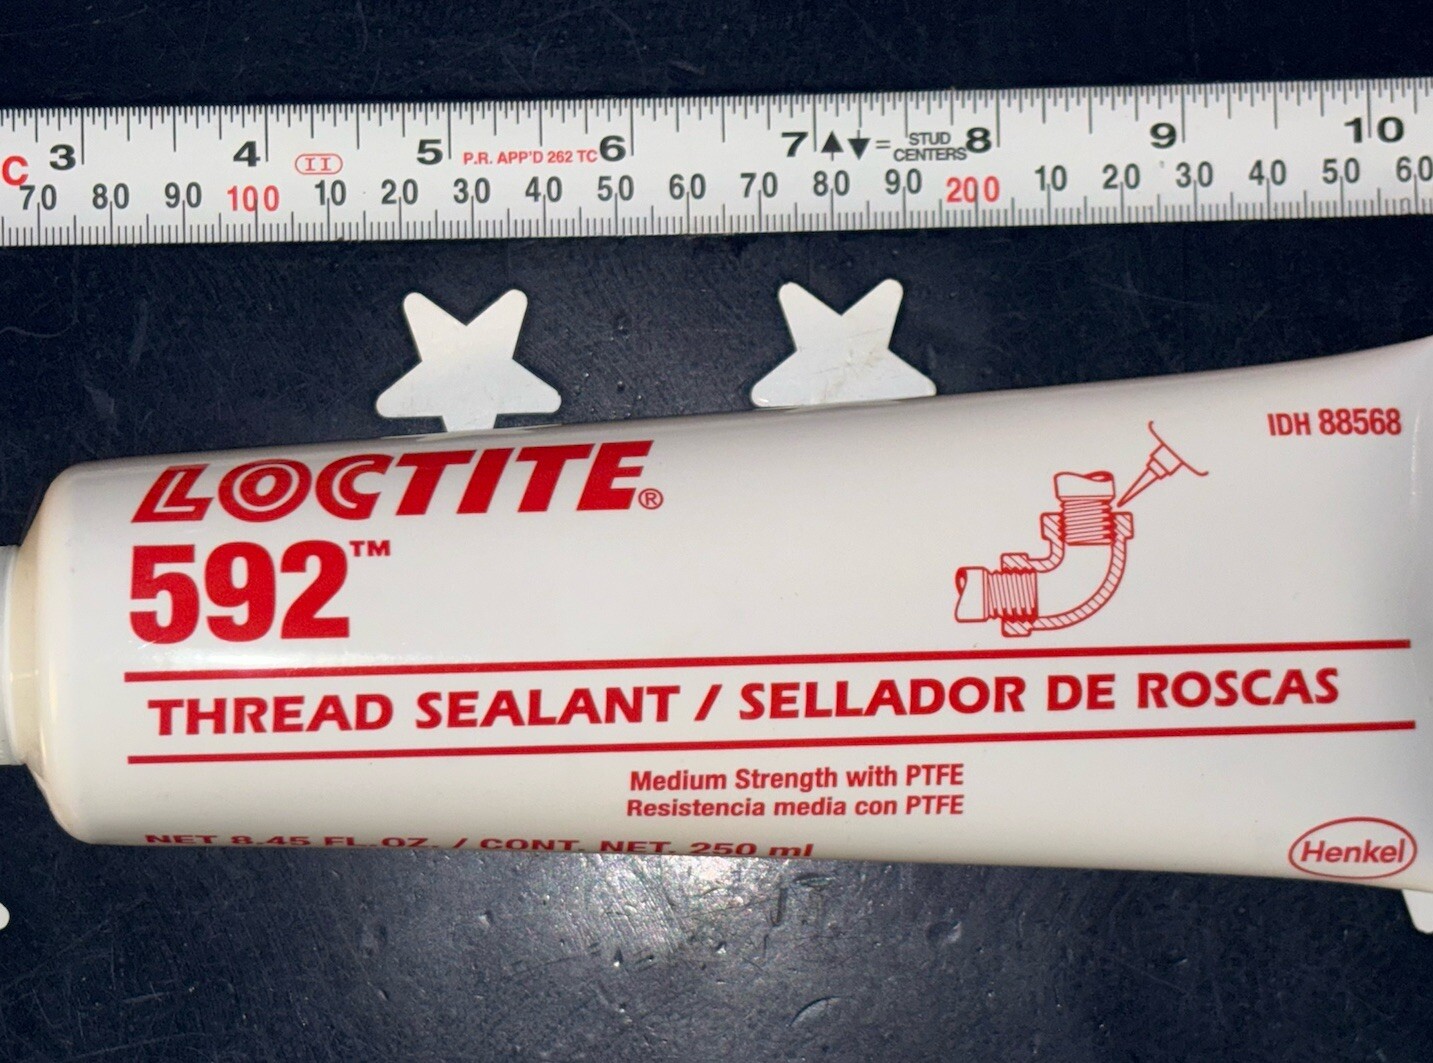 3 4 5 6 7 8 9 10
II
P.R. APP'D 262 TC
▲▼= STUD
CENTERS
C 70 80 90 100 10 20 30 40 50 60 70 80 90 200 10 20 30 40 50 60
IDH 88568
LOCTITE®
592™
THREAD SEALANT / SELLADOR DE ROSCAS
Medium Strength with PTFE
Resistencia media con PTFE
NET 8.45 FL.OZ. / CONT. NET. 250 ml
Henkel